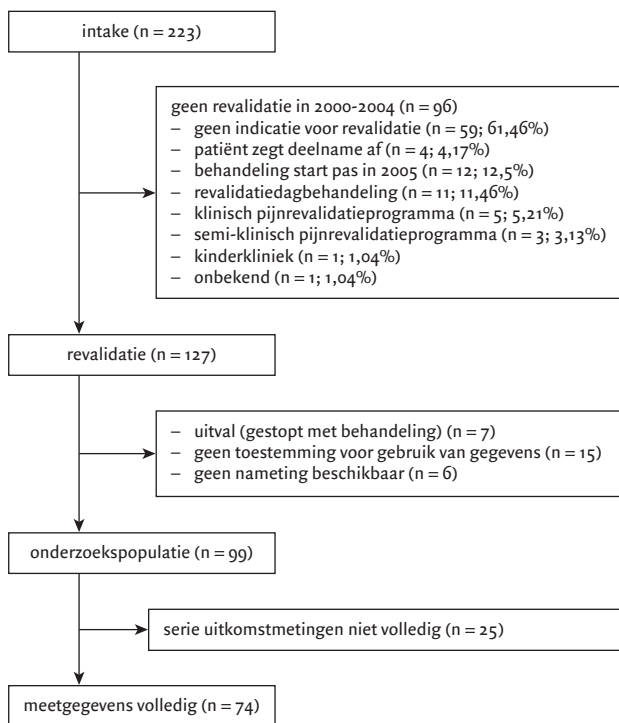 intake (n = 223)
geen revalidatie in 2000-2004 (n = 96)
– geen indicatie voor revalidatie (n = 59; 61,46%)
– patiënt zegt deelname af (n = 4; 4,17%)
– behandeling start pas in 2005 (n = 12; 12,5%)
– revalidatiedagbehandeling (n = 11; 11,46%)
– klinisch pijnrevalidatieprogramma (n = 5; 5,21%)
– semi-klinisch pijnrevalidatieprogramma (n = 3; 3,13%)
– kinderkliniek (n = 1; 1,04%)
– onbekend (n = 1; 1,04%)
revalidatie (n = 127)
– uitval (gestopt met behandeling) (n = 7)
– geen toestemming voor gebruik van gegevens (n = 15)
– geen nameting beschikbaar (n = 6)
onderzoekspopulatie (n = 99)
serie uitkomstmetingen niet volledig (n = 25)
meetgegevens volledig (n = 74)